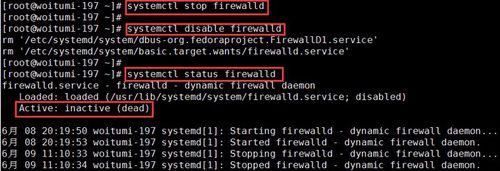 [root@woitumi-197 ~]# systemctl stop firewalld
[root@woitumi-197 ~]#
[root@woitumi-197 ~]# systemctl disable firewalld
rm '/etc/systemd/system/dbus-org.fedoraproject.FirewallD1.service'
rm '/etc/systemd/system/basic.target.wants/firewalld.service'
[root@woitumi-197 ~]#
[root@woitumi-197 ~]# systemctl status firewalld
firewalld.service - firewalld - dynamic firewall daemon
Loaded: loaded (/usr/lib/systemd/system/firewalld.service; disabled)
Active: inactive (dead)
6月 08 20:19:50 woitumi-197 systemd[1]: Starting firewalld - dynamic firewall daemon...
6月 08 20:19:53 woitumi-197 systemd[1]: Started firewalld - dynamic firewall daemon.
6月 09 11:10:33 woitumi-197 systemd[1]: Stopping firewalld - dynamic firewall daemon...
6月 09 11:10:34 woitumi-197 systemd[1]: Stopped firewalld - dynamic firewall daemon.